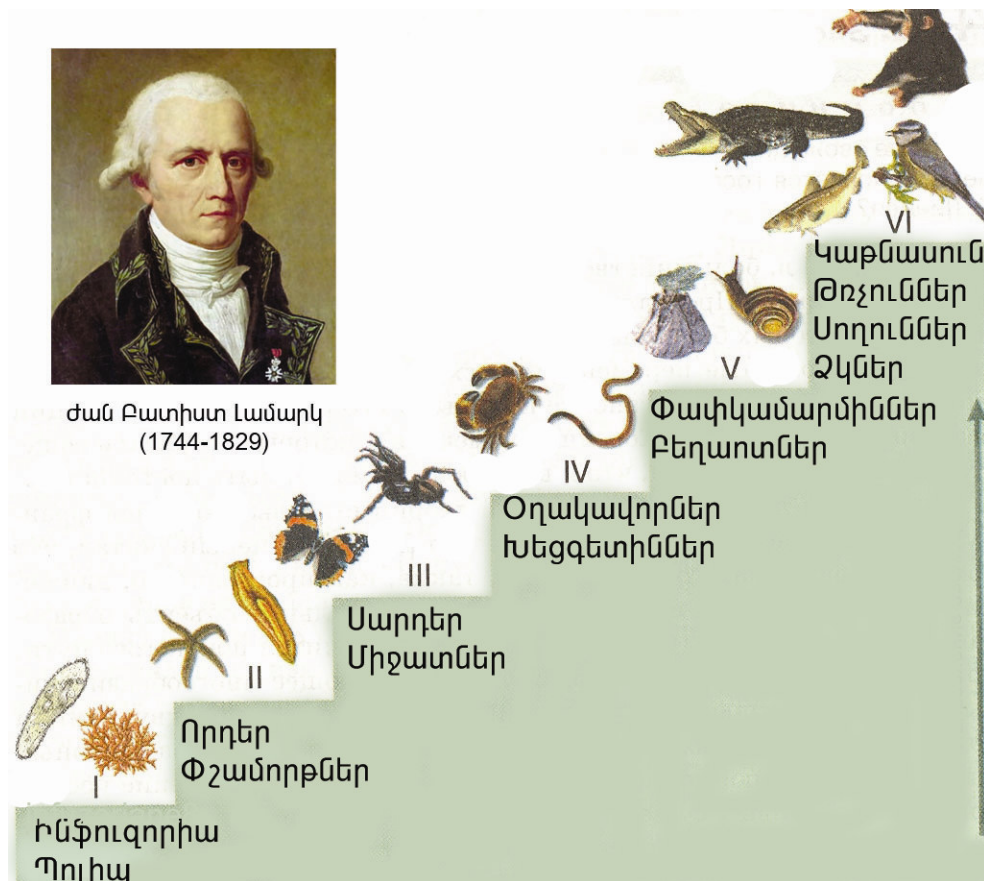 Ժան Բատիստ Լամարկ
(1744-1829)
VI
Կաթնասուն
Թռչուններ
Սողուններ
Ձկներ
V
Փափկամարմիններ
Բեղաոտներ
IV
Օղակավորներ
Խեցգետիններ
III
Սարդեր
Միջատներ
II
Որդեր
Փշամորթներ
I
Ինֆուզորիա
Պոլիպ